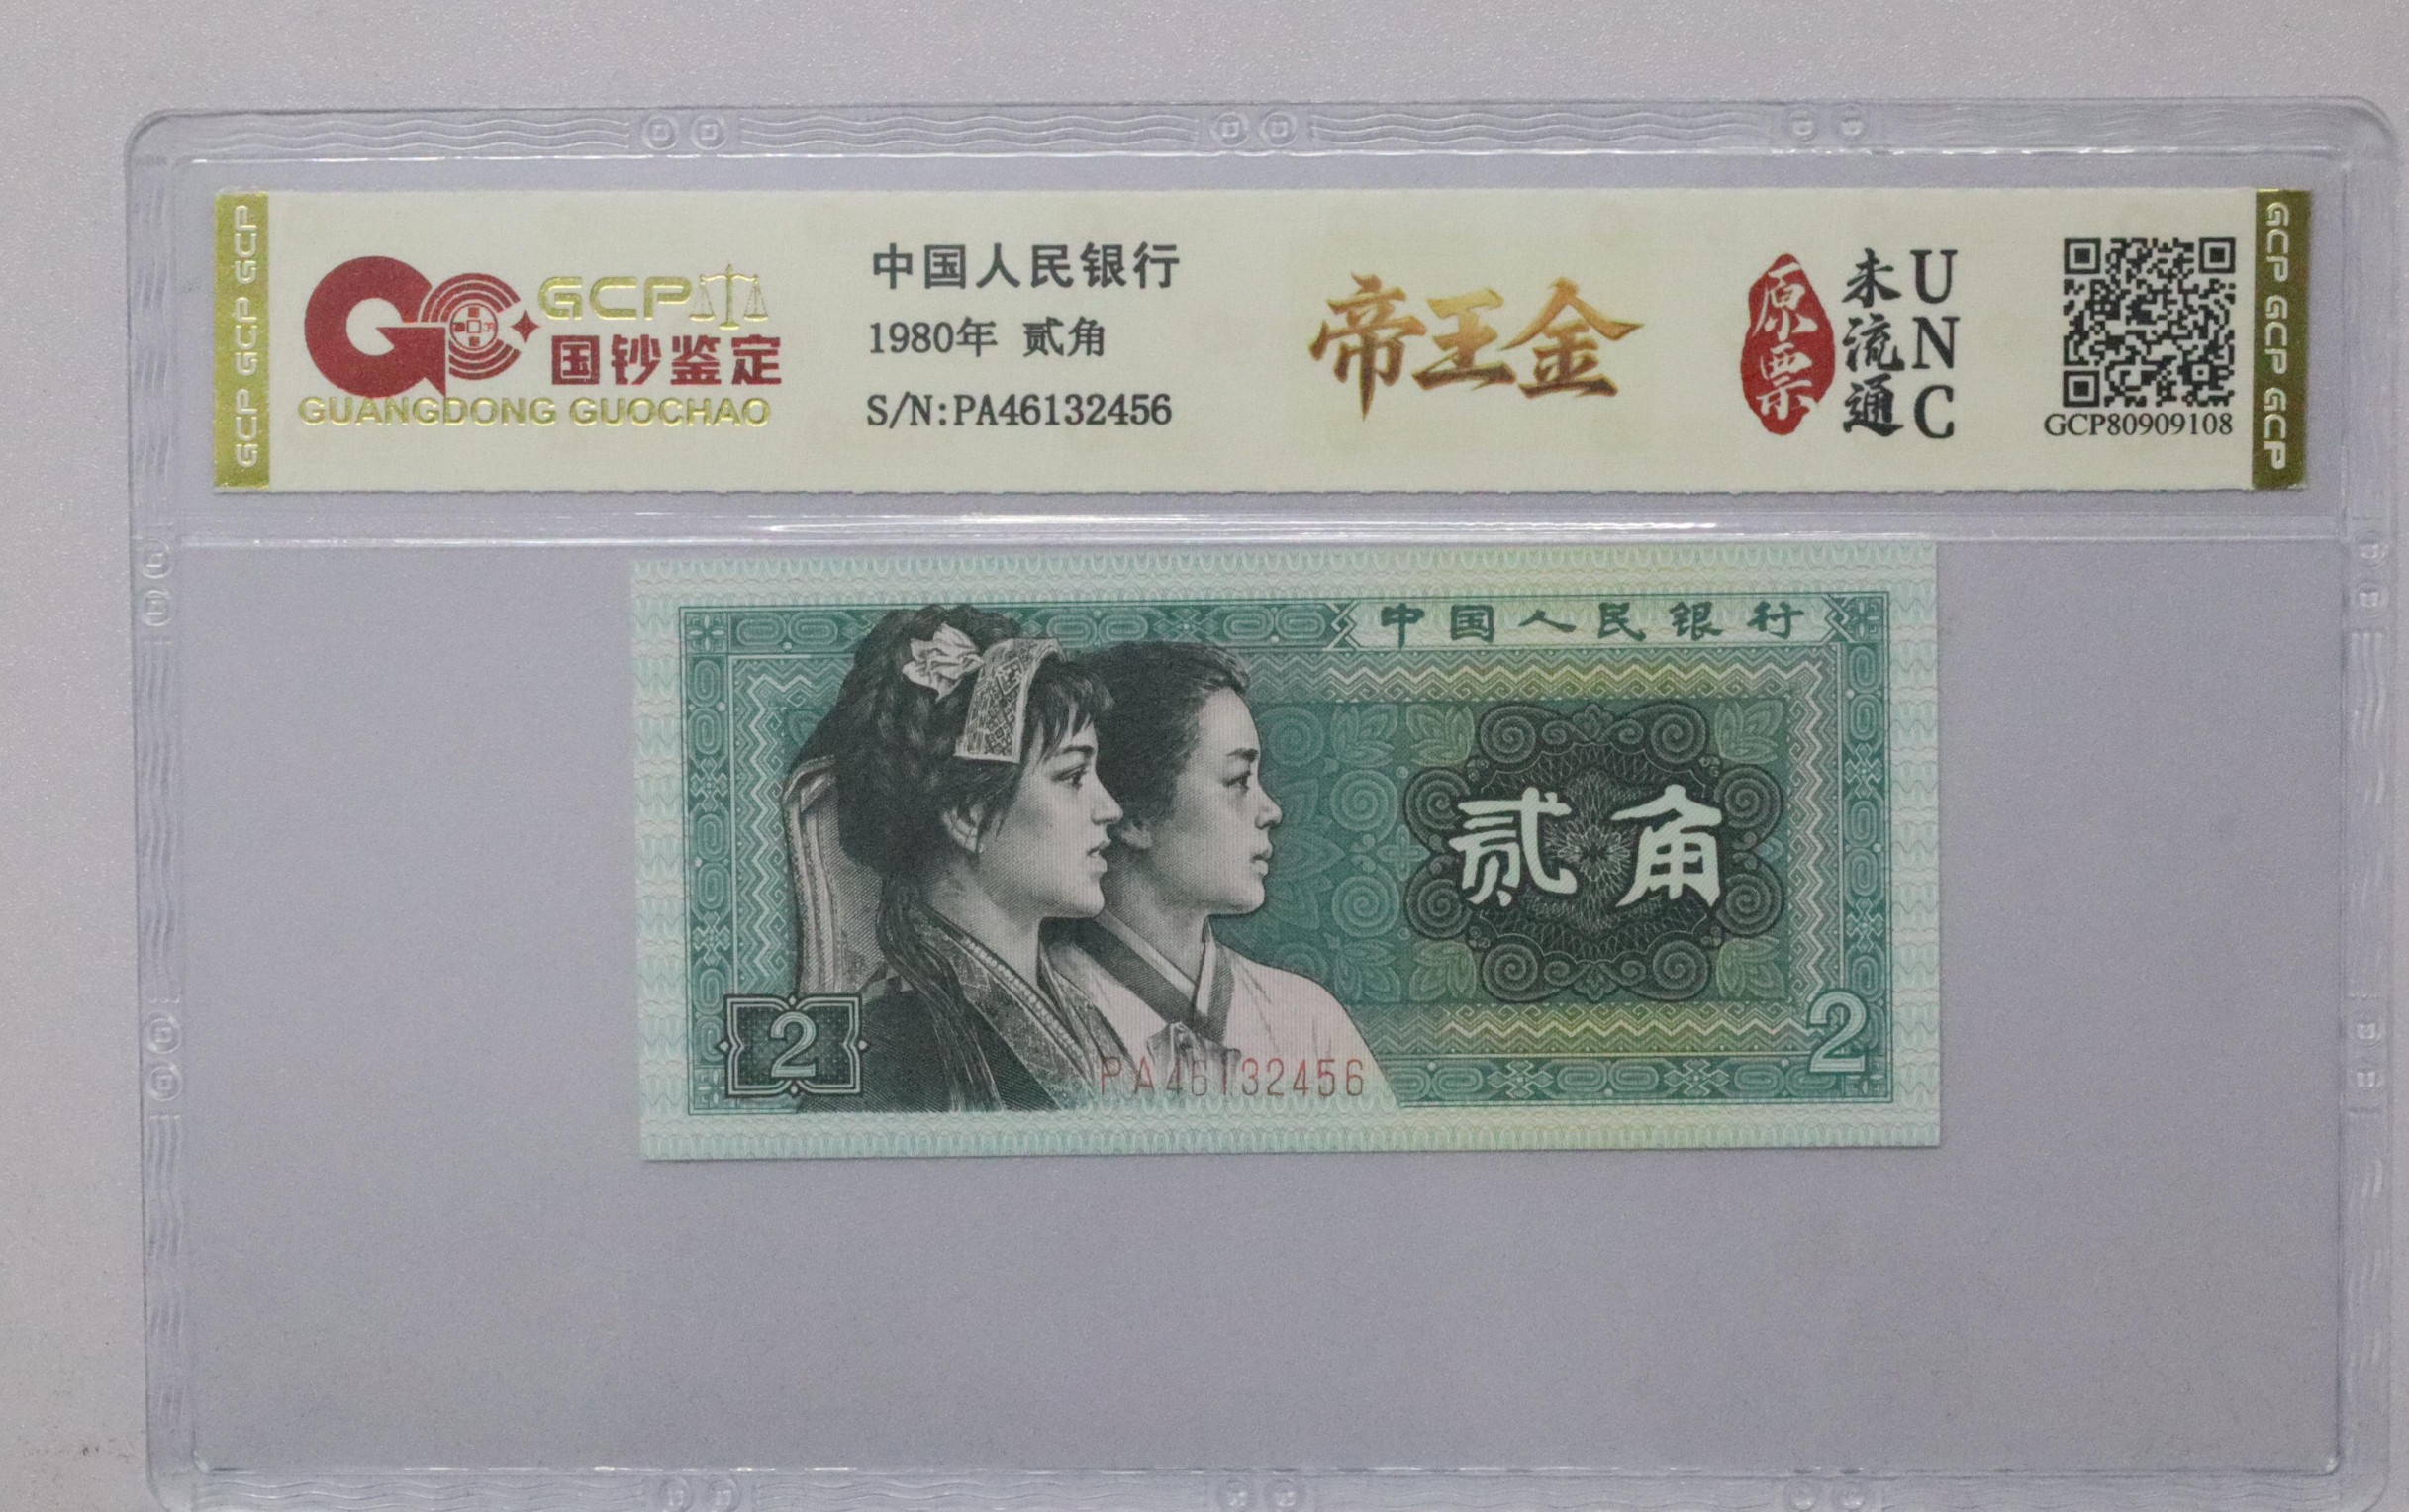 GCP GCP GCP
GCP
国钞鉴定
GUANGDONG GUOCHAO
中国人民银行
1980年 贰角
S/N:PA46132456
帝王金
原票
未流通
UNC
GCP80909108
GCP GCP GCP
中国人民银行
贰角
2
2
PA46132456